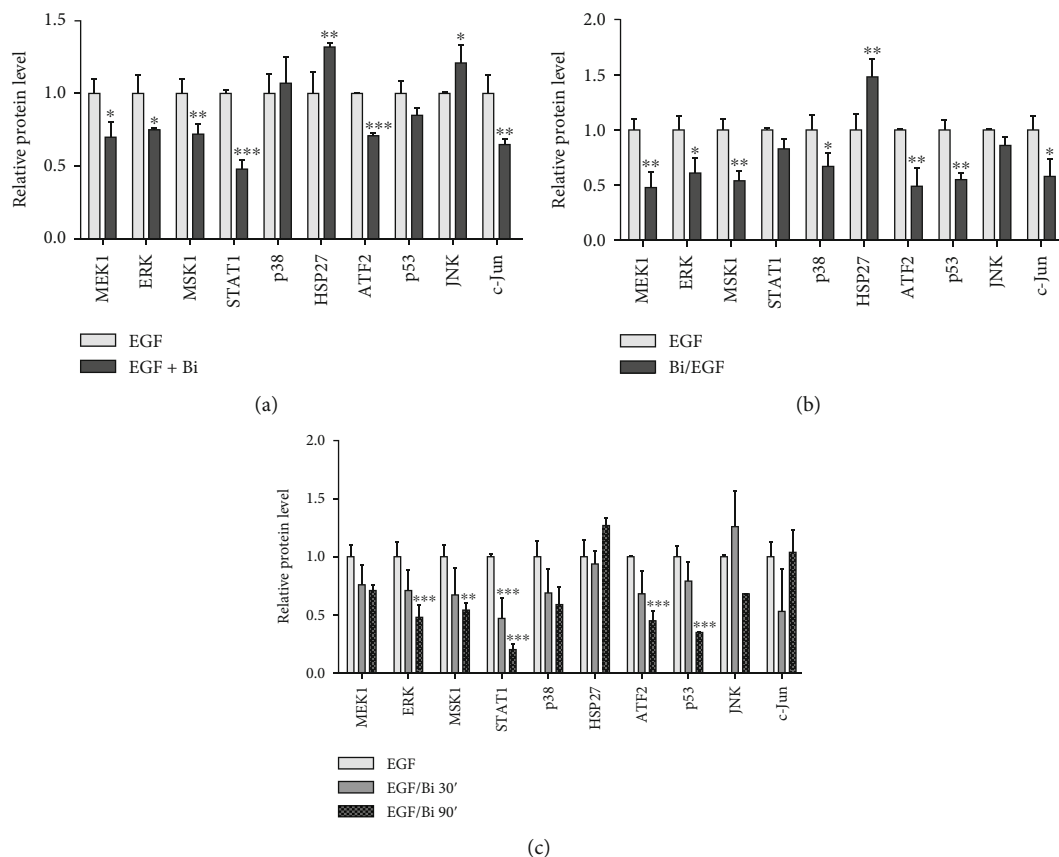 1.5
1.0
0.5
0.0
Relative protein level
*
*
**
***
**
***
*
**
MEK1
ERK
MSK1
STAT1
p38
HSP27
ATF2
p53
JNK
c-Jun
EGF
EGF + Bi
(a)
2.0
1.5
1.0
0.5
0.0
Relative protein level
**
*
**
*
**
**
**
*
MEK1
ERK
MSK1
STAT1
p38
HSP27
ATF2
p53
JNK
c-Jun
EGF
Bi/EGF
(b)
2.0
1.5
1.0
0.5
0.0
Relative protein level
***
**
***
***
***
***
MEK1
ERK
MSK1
STAT1
p38
HSP27
ATF2
p53
JNK
c-Jun
EGF
EGF/Bi 30′
EGF/Bi 90′
(c)